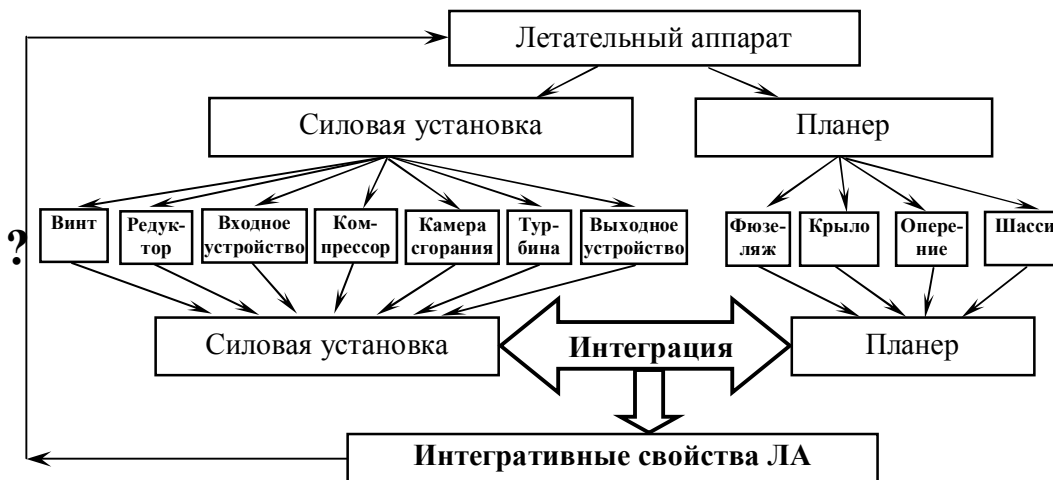 Летательный аппарат
Силовая установка
Планер
Винт
Редук-
тор
Входное
устройство
Ком-
прессор
Камера
сгорания
Тур-
бина
Выходное
устройство
Фюзе-
ляж
Крыло
Опере-
ние
Шасси
?
Силовая установка
Интеграция
Планер
Интегративные свойства ЛА